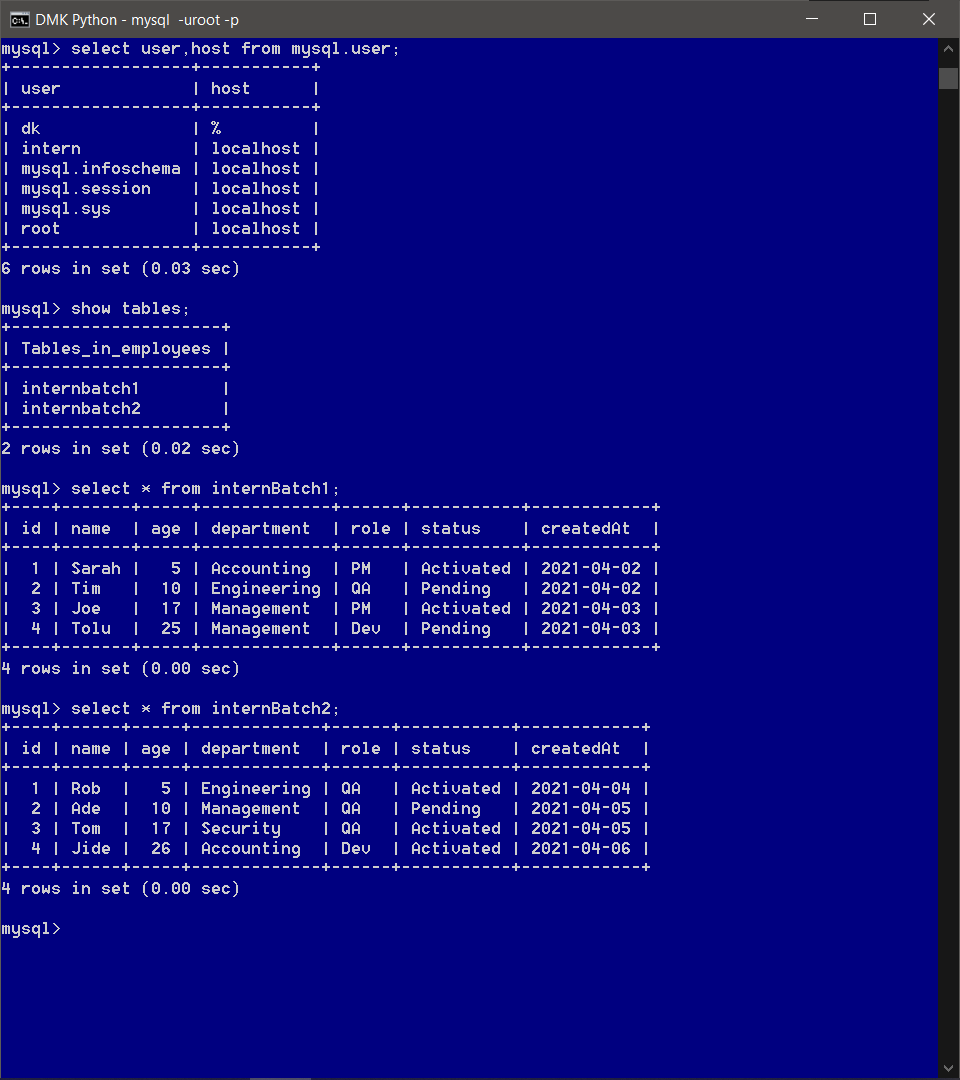 DMK Python - mysql  -uroot -p
mysql> select user,host from mysql.user;
+------------------+-----------+
| user             | host      |
+------------------+-----------+
| dk               | %         |
| intern           | localhost |
| mysql.infoschema | localhost |
| mysql.session    | localhost |
| mysql.sys        | localhost |
| root             | localhost |
+------------------+-----------+
6 rows in set (0.03 sec)
mysql> show tables;
+---------------------+
| Tables_in_employees |
+---------------------+
| internbatch1        |
| internbatch2        |
+---------------------+
2 rows in set (0.02 sec)
mysql> select * from internBatch1;
+----+-------+-----+-------------+------+-----------+------------+
| id | name  | age | department  | role | status    | createdAt  |
+----+-------+-----+-------------+------+-----------+------------+
|  1 | Sarah |   5 | Accounting  | PM   | Activated | 2021-04-02 |
|  2 | Tim   |  10 | Engineering | QA   | Pending   | 2021-04-02 |
|  3 | Joe   |  17 | Management  | PM   | Activated | 2021-04-03 |
|  4 | Tolu  |  25 | Management  | Dev  | Pending   | 2021-04-03 |
+----+-------+-----+-------------+------+-----------+------------+
4 rows in set (0.00 sec)
mysql> select * from internBatch2;
+----+------+-----+-------------+------+-----------+------------+
| id | name | age | department  | role | status    | createdAt  |
+----+------+-----+-------------+------+-----------+------------+
|  1 | Rob  |   5 | Engineering | QA   | Activated | 2021-04-04 |
|  2 | Ade  |  10 | Management  | QA   | Pending   | 2021-04-05 |
|  3 | Tom  |  17 | Security    | QA   | Activated | 2021-04-05 |
|  4 | Jide |  26 | Accounting  | Dev  | Activated | 2021-04-06 |
+----+------+-----+-------------+------+-----------+------------+
4 rows in set (0.00 sec)
mysql>